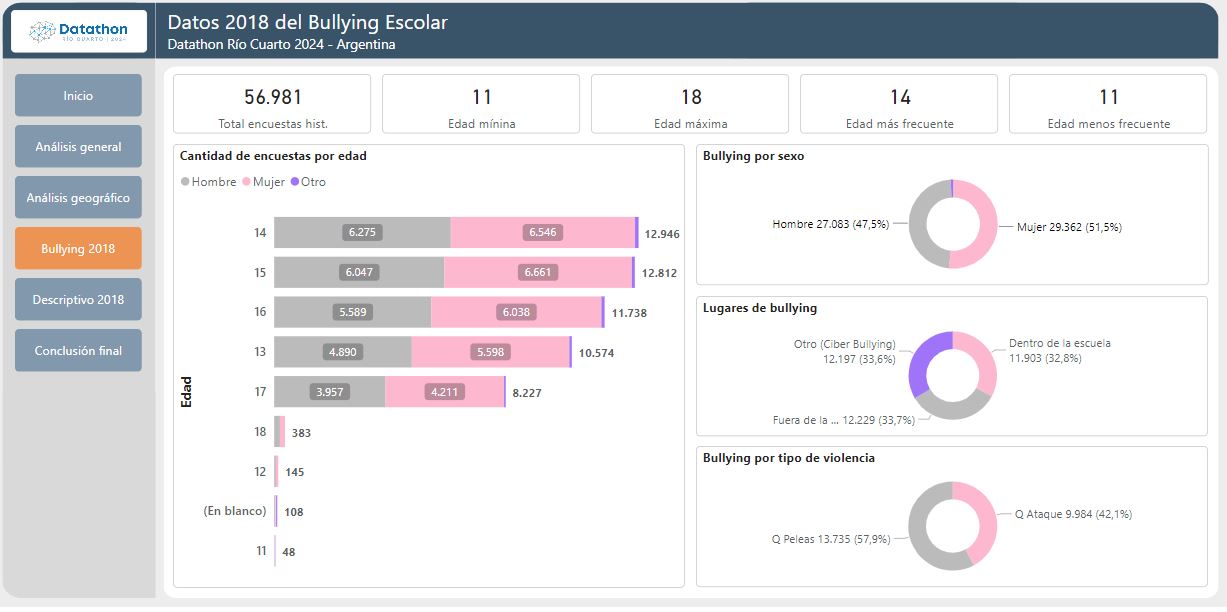 Datathon
RÍO CUARTO | 2024
Datos 2018 del Bullying Escolar
Datathon Río Cuarto 2024 - Argentina
Inicio
Análisis general
Análisis geográfico
Bullying 2018
Descriptivo 2018
Conclusión final
56.981
Total encuestas hist.
11
Edad mínina
18
Edad máxima
14
Edad más frecuente
11
Edad menos frecuente
Cantidad de encuestas por edad
Hombre Mujer Otro
Edad
14 6.275 6.546 12.946
15 6.047 6.661 12.812
16 5.589 6.038 11.738
13 4.890 5.598 10.574
17 3.957 4.211 8.227
18 383
12 145
(En blanco) 108
11 48
Bullying por sexo
Hombre 27.083 (47,5%)
Mujer 29.362 (51,5%)
Lugares de bullying
Otro (Ciber Bullying)
12.197 (33,6%)
Dentro de la escuela
11.903 (32,8%)
Fuera de la ... 12.229 (33,7%)
Bullying por tipo de violencia
Q Ataque 9.984 (42,1%)
Q Peleas 13.735 (57,9%)